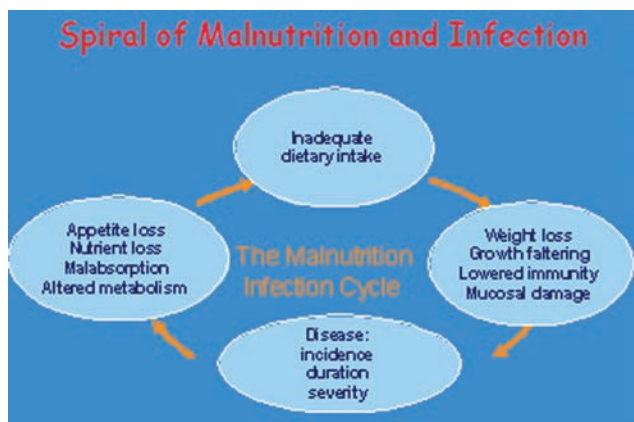 Spiral of Malnutrition and Infection
Inadequate
dietary intake
Appetite loss
Nutrient loss
Malabsorption
Altered metabolism
The Malnutrition
Infection Cycle
Weight loss
Growth faltering
Lowered immunity
Mucosal damage
Disease:
incidence
duration
severity